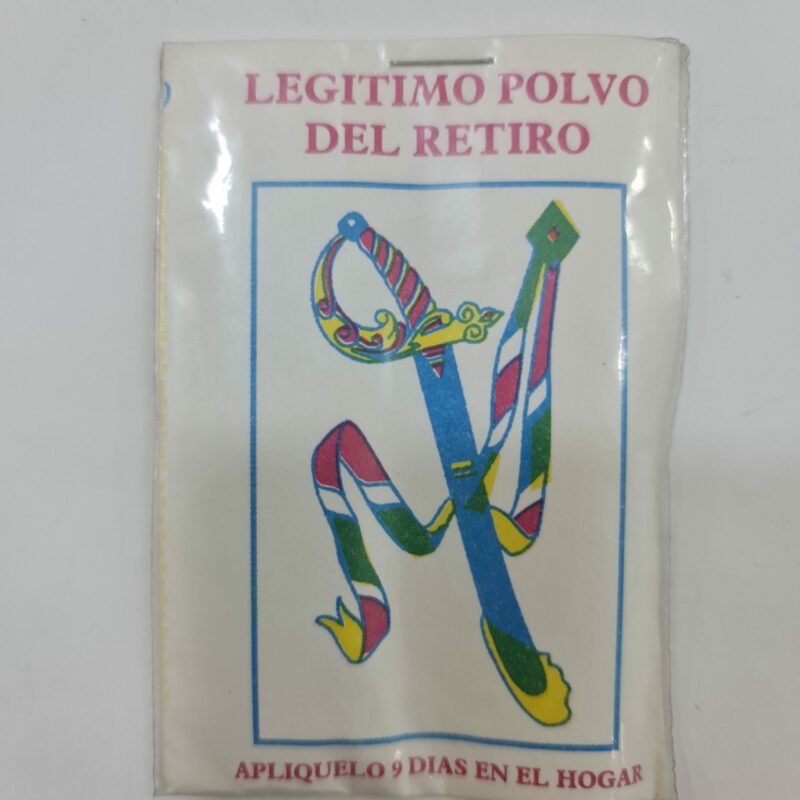 LEGITIMO POLVO
DEL RETIRO
APLIQUELO 9 DIAS EN EL HOGAR